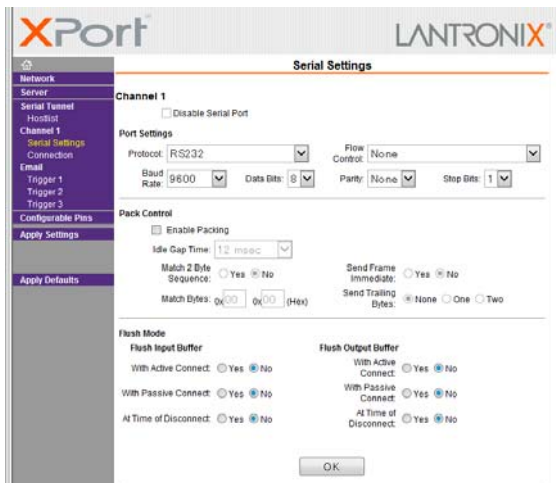 XPort
LANTRONIX®
Network
Server
Serial Tunnel
Hostlist
Channel 1
Serial Settings
Connection
Email
Trigger 1
Trigger 2
Trigger 3
Configurable Pins
Apply Settings
Apply Defaults
Serial Settings
Channel 1
Disable Serial Port
Port Settings
Protocol: RS232 Flow Control: None
Baud Rate: 9600 Data Bits: 8 Parity: None Stop Bits: 1
Pack Control
Enable Packing
Idle Gap Time: 12 msec
Match 2 Byte Sequence: Yes No Send Frame Immediate: Yes No
Match Bytes: 0x00 0x00 (Hex) Send Trailing Bytes: None One Two
Flush Mode
Flush Input Buffer Flush Output Buffer
With Active Connect: Yes No With Active Connect: Yes No
With Passive Connect: Yes No With Passive Connect: Yes No
At Time of Disconnect: Yes No At Time of Disconnect: Yes No
OK